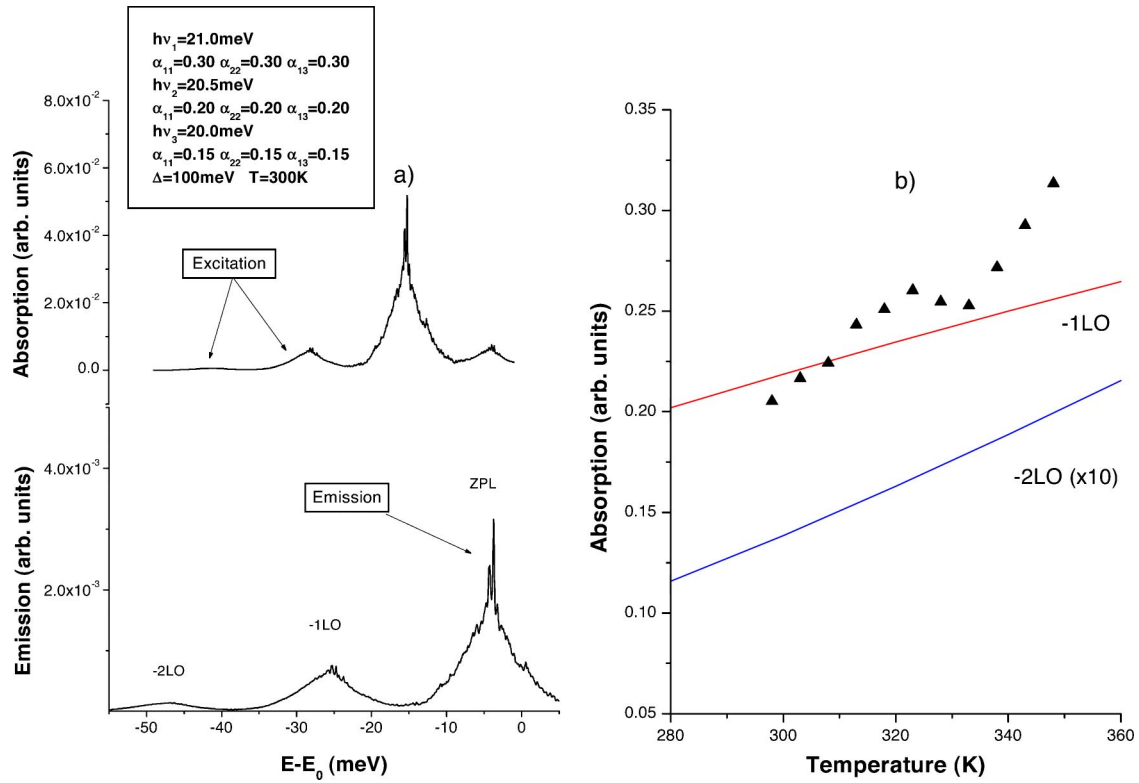 hν₁=21.0meV
α₁₁=0.30 α₂₂=0.30 α₁₃=0.30
hν₂=20.5meV
α₁₁=0.20 α₂₂=0.20 α₁₃=0.20
hν₃=20.0meV
α₁₁=0.15 α₂₂=0.15 α₁₃=0.15
Δ=100meV T=300K
a)
8.0x10⁻²
6.0x10⁻²
4.0x10⁻²
2.0x10⁻²
0.0
Absorption (arb. units)
Excitation
4.0x10⁻³
2.0x10⁻³
Emission (arb. units)
ZPL
Emission
-1LO
-2LO
-50 -40 -30 -20 -10 0
E-E₀ (meV)
b)
0.35
0.30
0.25
0.20
0.15
0.10
0.05
Absorption (arb. units)
-1LO
-2LO (x10)
280 300 320 340 360
Temperature (K)